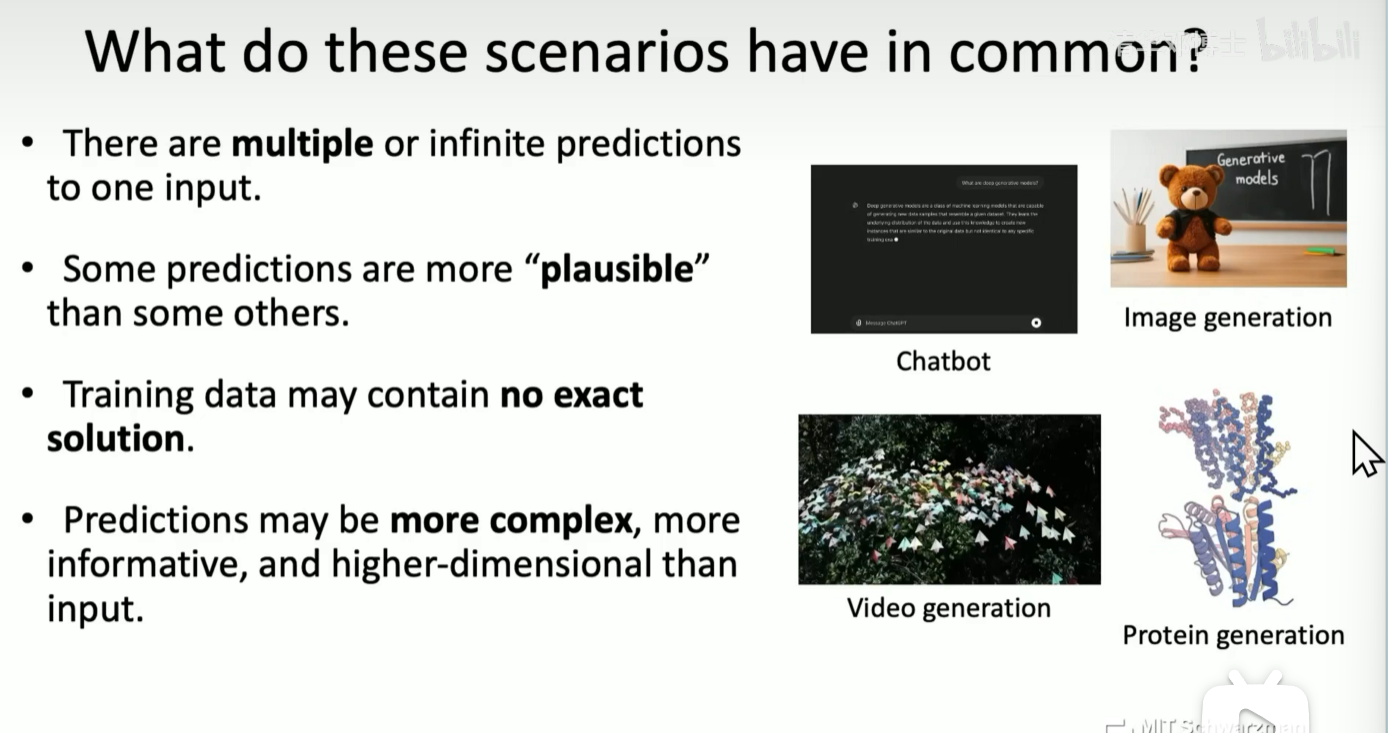 What do these scenarios have in common?
• There are multiple or infinite predictions
to one input.
• Some predictions are more “plausible”
than some others.
• Training data may contain no exact
solution.
• Predictions may be more complex, more
informative, and higher-dimensional than
input.
What are deep generative models?
Deep generative models are a class of machine learning models that are capable
of generating new data samples that resemble a given dataset. They learn the
underlying distribution of the data and use this knowledge to create new
instances that are similar to the original data but not identical to any specific
training exa
Message ChatGPT
Chatbot
Generative
models
Image generation
Video generation
Protein generation
bilibili
MIT Schwarzman